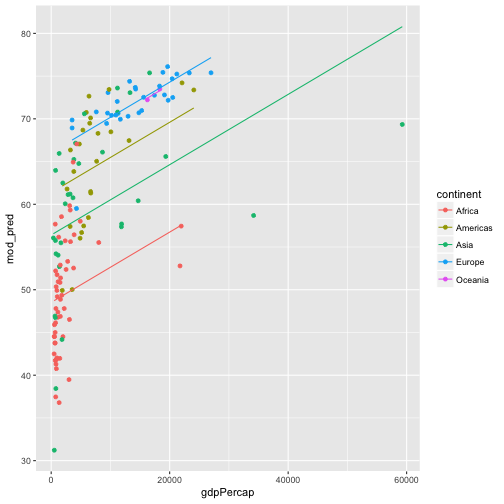 80
70
60
50
40
30
mod_pred
0
20000
40000
60000
gdpPercap
continent
Africa
Americas
Asia
Europe
Oceania